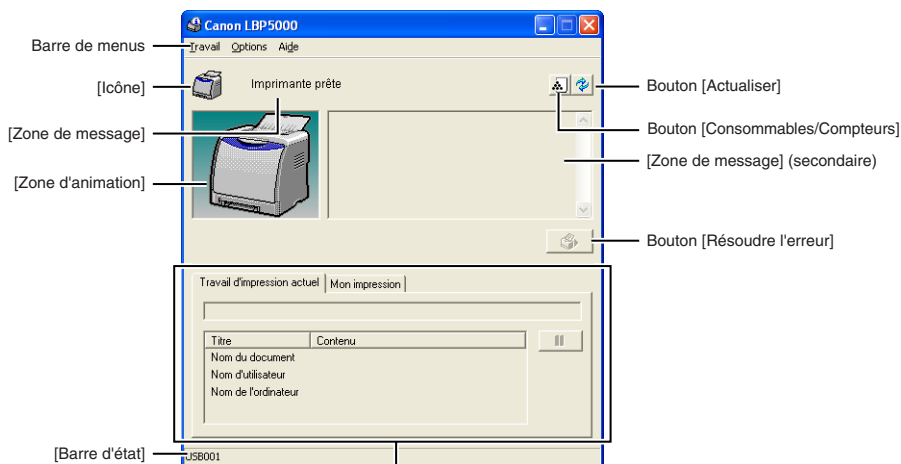 Canon LBP5000
Barre de menus
Travail Options Aide
[Icône]
Imprimante prête
Bouton [Actualiser]
[Zone de message]
Bouton [Consommables/Compteurs]
[Zone de message] (secondaire)
[Zone d'animation]
Bouton [Résoudre l'erreur]
Travail d'impression actuel Mon impression
Titre Contenu
Nom du document
Nom d'utilisateur
Nom de l'ordinateur
[Barre d'état]
USB001